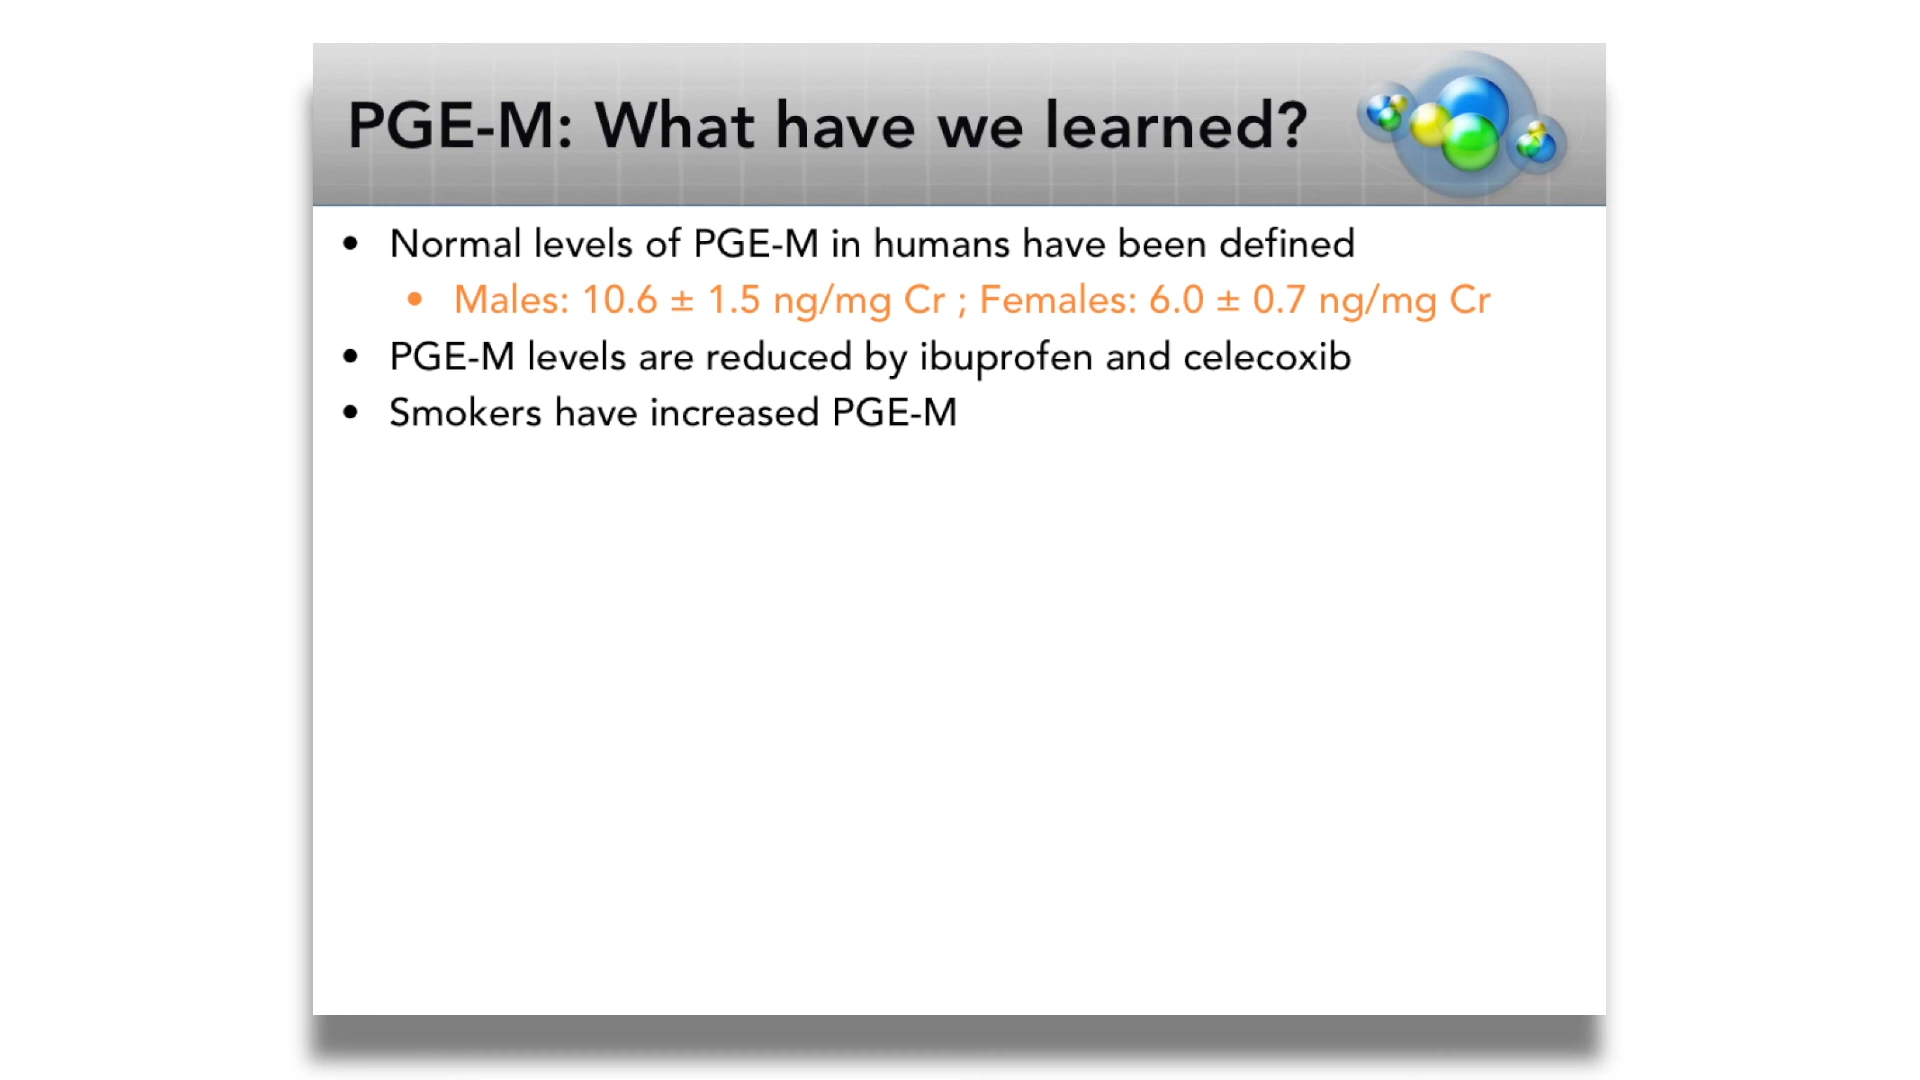 PGE-M: What have we learned?
• Normal levels of PGE-M in humans have been defined
• Males: 10.6 ± 1.5 ng/mg Cr ; Females: 6.0 ± 0.7 ng/mg Cr
• PGE-M levels are reduced by ibuprofen and celecoxib
• Smokers have increased PGE-M